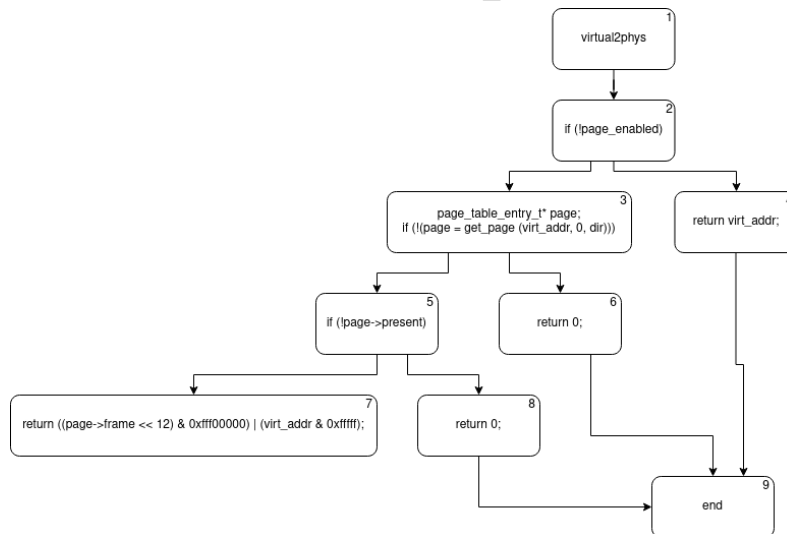 1
virtual2phys
2
if (!page_enabled)
3
page_table_entry_t* page;
if (!(page = get_page (virt_addr, 0, dir)))
return virt_addr;
5
if (!page->present)
6
return 0;
7
return ((page->frame << 12) & 0xfff00000) | (virt_addr & 0xfffff);
8
return 0;
9
end